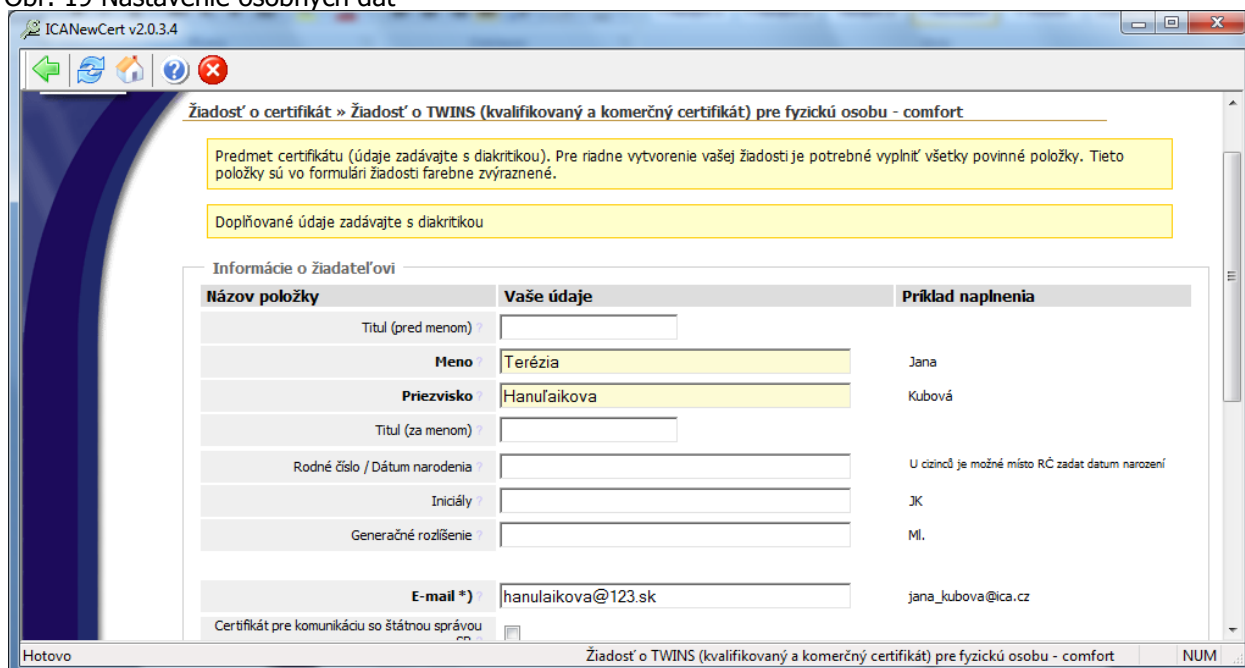 Obr. 19 Nastavenie osobných dát
ICANewCert v2.0.3.4
Žiadosť o certifikát » Žiadosť o TWINS (kvalifikovaný a komerčný certifikát) pre fyzickú osobu - comfort
Predmet certifikátu (údaje zadávajte s diakritikou). Pre riadne vytvorenie vašej žiadosti je potrebné vyplniť všetky povinné položky. Tieto
položky sú vo formulári žiadosti farebne zvýraznené.
Doplňované údaje zadávajte s diakritikou
Informácie o žiadateľovi
Názov položky Vaše údaje Príklad naplnenia
Titul (pred menom) ?
Meno ? Terézia Jana
Priezvisko ? Hanuľaikova Kubová
Titul (za menom) ?
Rodné číslo / Dátum narodenia ? U cizinců je možné místo RČ zadat datum narození
Iniciály ? JK
Generačné rozlíšenie ? Ml.
E-mail *) ? hanulaikova@123.sk jana_kubova@ica.cz
Certifikát pre komunikáciu so štátnou správou
Hotovo Žiadosť o TWINS (kvalifikovaný a komerčný certifikát) pre fyzickú osobu - comfort NUM